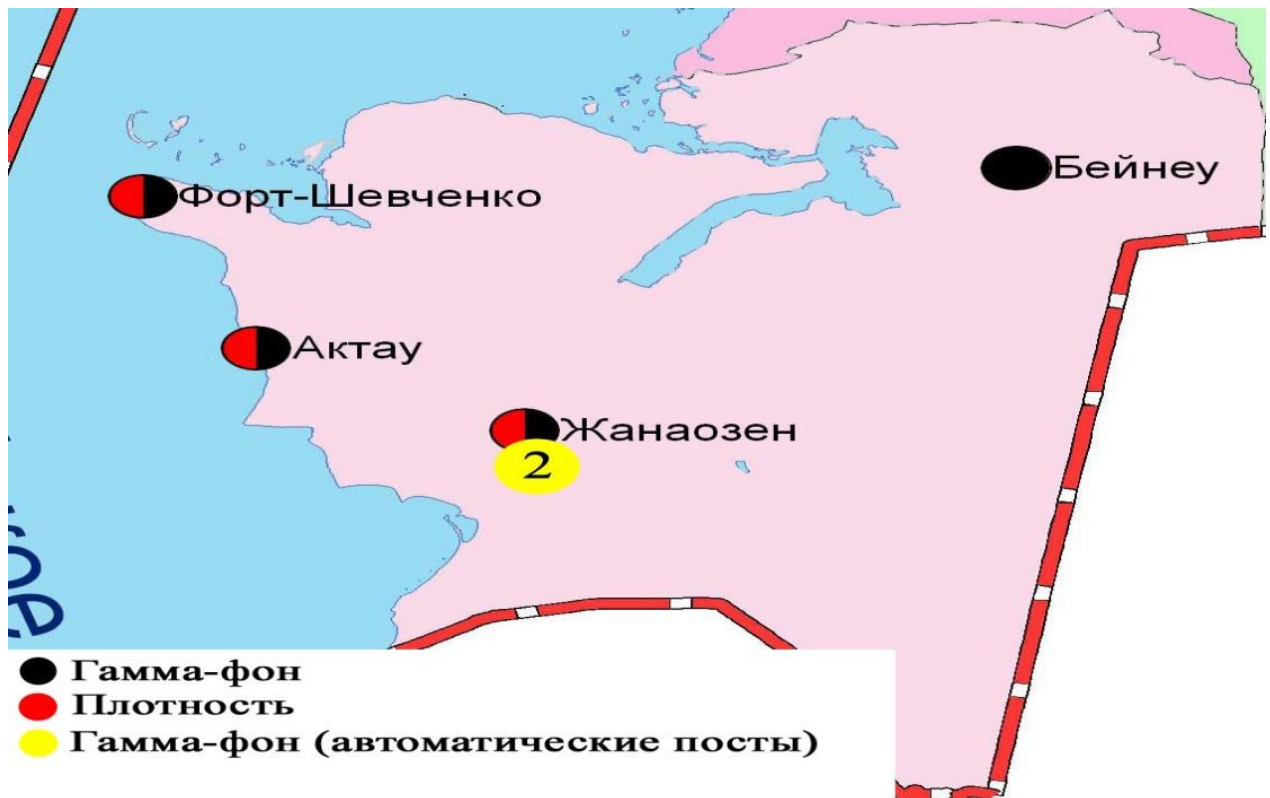 Бейнеу
Форт-Шевченко
Актау
Жанаозен
2
Гамма-фон
Плотность
Гамма-фон (автоматические посты)